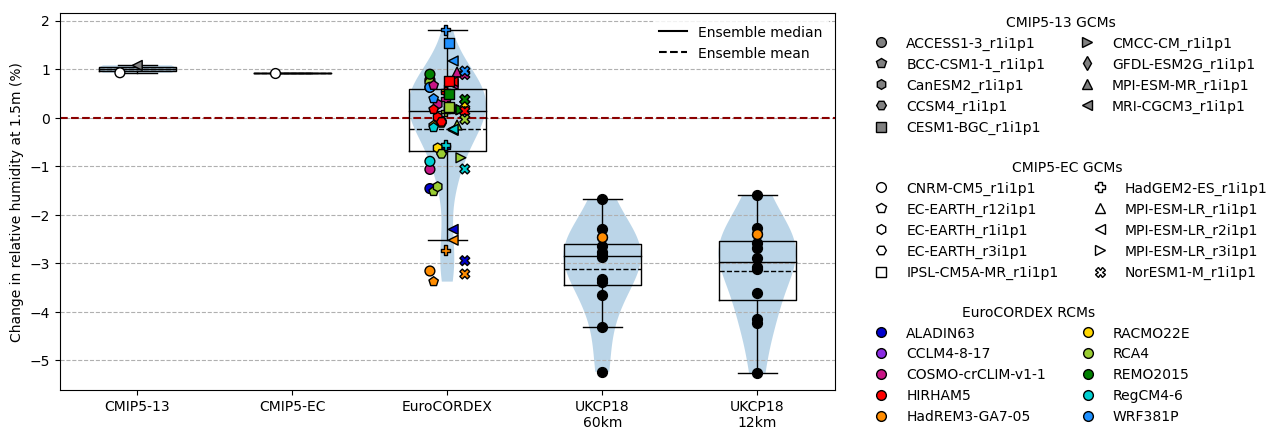 Change in relative humidity at 1.5m (%)
2
1
0
−1
−2
−3
−4
−5
Ensemble median
Ensemble mean
CMIP5-13
CMIP5-EC
EuroCORDEX
UKCP18
60km
UKCP18
12km
CMIP5-13 GCMs
ACCESS1-3_r1i1p1
BCC-CSM1-1_r1i1p1
CanESM2_r1i1p1
CCSM4_r1i1p1
CESM1-BGC_r1i1p1
CMCC-CM_r1i1p1
GFDL-ESM2G_r1i1p1
MPI-ESM-MR_r1i1p1
MRI-CGCM3_r1i1p1
CMIP5-EC GCMs
CNRM-CM5_r1i1p1
EC-EARTH_r12i1p1
EC-EARTH_r1i1p1
EC-EARTH_r3i1p1
IPSL-CM5A-MR_r1i1p1
HadGEM2-ES_r1i1p1
MPI-ESM-LR_r1i1p1
MPI-ESM-LR_r2i1p1
MPI-ESM-LR_r3i1p1
NorESM1-M_r1i1p1
EuroCORDEX RCMs
ALADIN63
CCLM4-8-17
COSMO-crCLIM-v1-1
HIRHAM5
HadREM3-GA7-05
RACMO22E
RCA4
REMO2015
RegCM4-6
WRF381P